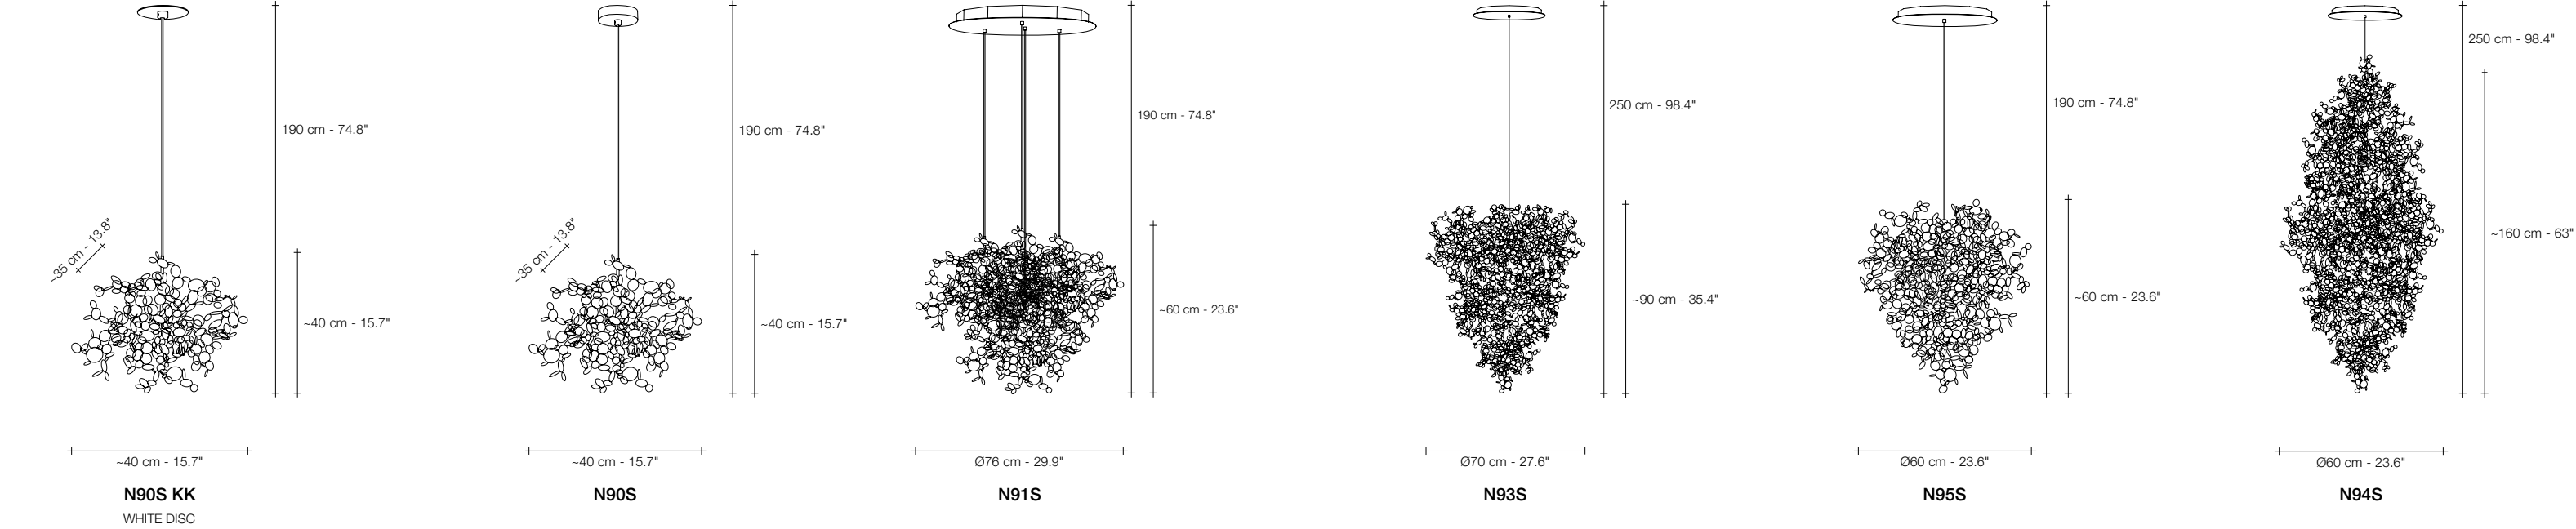 190 cm - 74.8"
~35 cm - 13.8"
~40 cm - 15.7"
~40 cm - 15.7"
N90S KK
WHITE DISC
190 cm - 74.8"
~35 cm - 13.8"
~40 cm - 15.7"
~40 cm - 15.7"
N90S
190 cm - 74.8"
~60 cm - 23.6"
Ø76 cm - 29.9"
N91S
250 cm - 98.4"
~90 cm - 35.4"
Ø70 cm - 27.6"
N93S
190 cm - 74.8"
~60 cm - 23.6"
Ø60 cm - 23.6"
N95S
250 cm - 98.4"
~160 cm - 63"
Ø60 cm - 23.6"
N94S